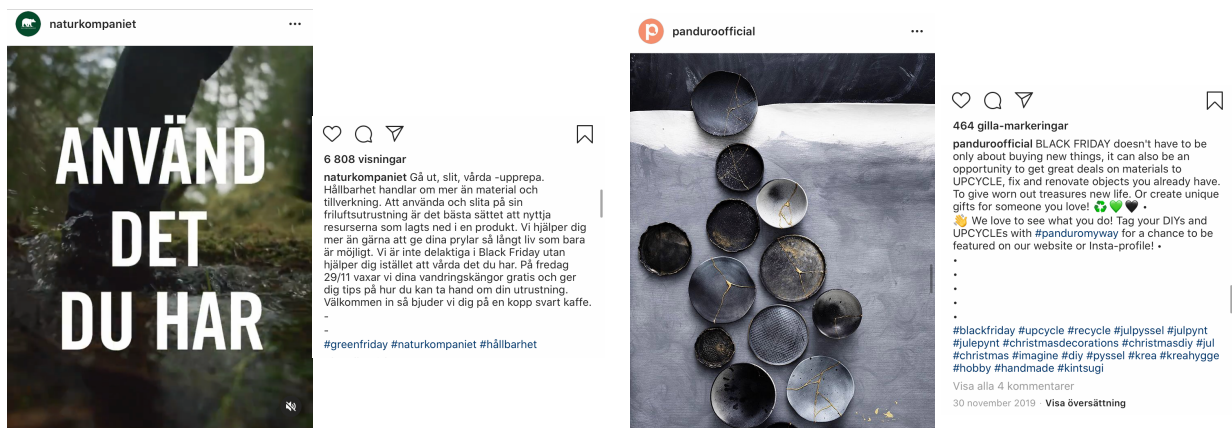 naturkompaniet
ANVÄND
DET
DU HAR
6 808 visningar
naturkompaniet Gå ut, slit, vårda -upprepa.
Hållbarhet handlar om mer än material och
tillverkning. Att använda och slita på sin
friluftsutrustning är det bästa sättet att nyttja
resurserna som lagts ned i en produkt. Vi hjälper dig
mer än gärna att ge dina prylar så långt liv som bara
är möjligt. Vi är inte delaktiga i Black Friday utan
hjälper dig istället att vårda det du har. På fredag
29/11 vaxar vi dina vandringskängor gratis och ger
dig tips på hur du kan ta hand om din utrustning.
Välkommen in så bjuder vi dig på en kopp svart kaffe.
-
-
#greenfriday #naturkompaniet #hållbarhet
panduroofficial
464 gilla-markeringar
panduroofficial BLACK FRIDAY doesn't have to be
only about buying new things, it can also be an
opportunity to get great deals on materials to
UPCYCLE, fix and renovate objects you already have.
To give worn out treasures new life. Or create unique
gifts for someone you love! ♻️💚🖤 •
👋 We love to see what you do! Tag your DIYs and
UPCYCLEs with #panduromyway for a chance to be
featured on our website or Insta-profile! •
•
•
•
•
•
#blackfriday #upcycle #recycle #julpyssel #julpynt
#julepynt #christmasdecorations #christmasdiy #jul
#christmas #imagine #diy #pyssel #krea #kreahygge
#hobby #handmade #kintsugi
Visa alla 4 kommentarer
30 november 2019 · Visa översättning